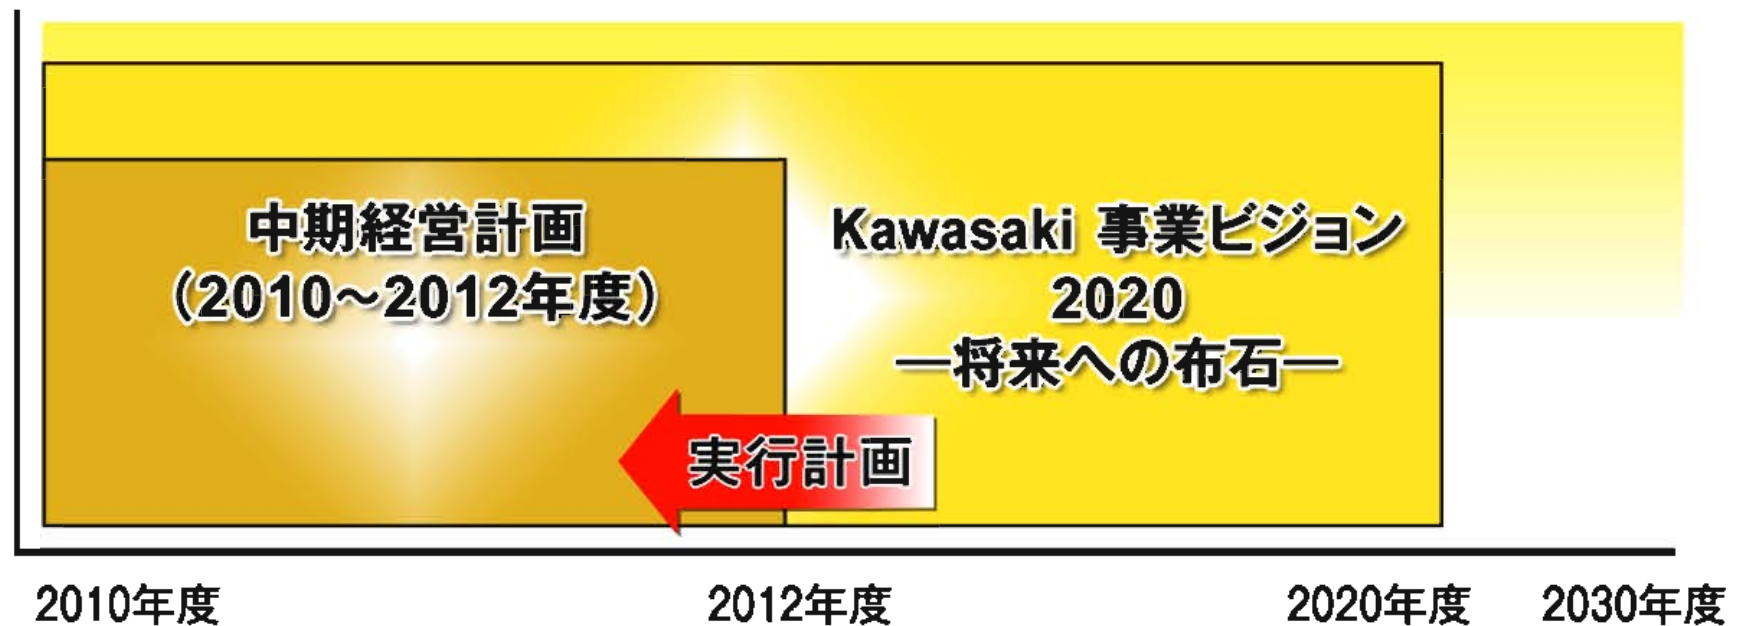 中期経営計画
（2010～2012年度）
Kawasaki 事業ビジョン
2020
―将来への布石―
実行計画
2010年度
2012年度
2020年度
2030年度